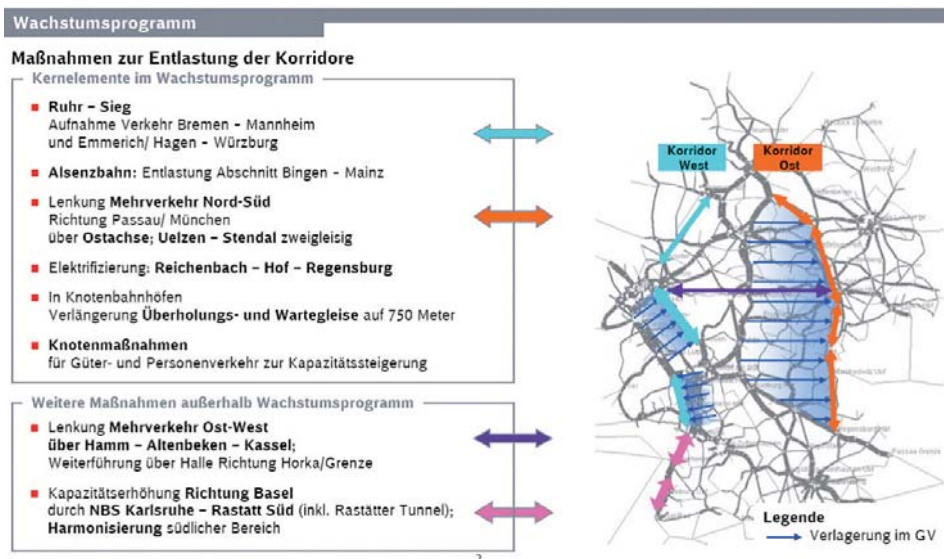 Wachstumsprogramm
Maßnahmen zur Entlastung der Korridore
Kernelemente im Wachstumsprogramm
Ruhr – Sieg
Aufnahme Verkehr Bremen - Mannheim
und Emmerich/ Hagen - Würzburg
Alsenzbahn: Entlastung Abschnitt Bingen - Mainz
Lenkung Mehrverkehr Nord-Süd
Richtung Passau/ München
über Ostachse; Uelzen – Stendal zweigleisig
Elektrifizierung: Reichenbach – Hof – Regensburg
In Knotenbahnhöfen
Verlängerung Überholungs- und Wartegleise auf 750 Meter
Knotenmaßnahmen
für Güter- und Personenverkehr zur Kapazitätssteigerung
Weitere Maßnahmen außerhalb Wachstumsprogramm
Lenkung Mehrverkehr Ost-West
über Hamm – Altenbeken – Kassel;
Weiterführung über Halle Richtung Horka/Grenze
Kapazitätserhöhung Richtung Basel
durch NBS Karlsruhe – Rastatt Süd (inkl. Rastätter Tunnel);
Harmonisierung südlicher Bereich
Korridor
West
Korridor
Ost
Passau Grenze
Legende
Verlagerung im GV